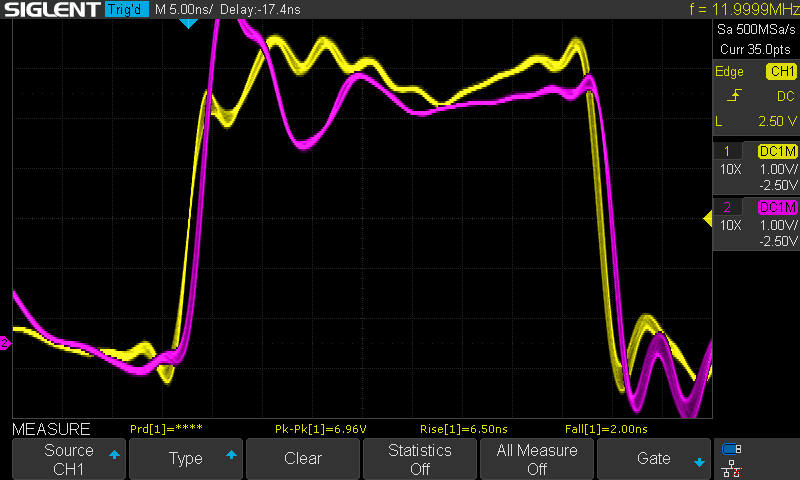 SIGLENT Trig'd M 5.00ns/ Delay:-17.4ns f = 11.9999MHz
Sa 500MSa/s
Curr 35.0pts
Edge CH1
DC
L 2.50 V
1 DC1M
10X 1.00V/
-2.50V
2 DC1M
10X 1.00V/
-2.50V
2
MEASURE Prd[1]=**** Pk-Pk[1]=6.96V Rise[1]=6.50ns Fall[1]=2.00ns
Source
CH1
Type
Clear
Statistics
Off
All Measure
Off
Gate